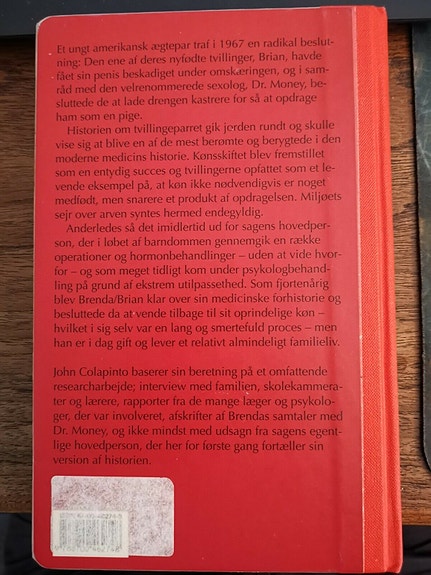 Et ungt amerikansk ægtepar traf i 1967 en radikal beslut-
ning: Den ene af deres nyfødte tvillinger, Brian, havde
fået sin penis beskadiget under omskæringen, og i sam-
råd med den velrenommerede sexolog, Dr. Money, be-
sluttede de at lade drengen kastrere for så at opdrage
ham som en pige.
Historien om tvillingeparret gik jorden rundt og skulle
vise sig at blive en af de mest berømte og berygtede i den
moderne medicins historie. Kønsskiftet blev fremstillet
som en entydig succes og tvillingerne opfattet som et le-
vende eksempel på, at køn ikke nødvendigvis er noget
medfødt, men snarere et produkt af opdragelsen. Miljøets
sejr over arven syntes hermed endegyldig.
Anderledes så det imidlertid ud for sagens hovedper-
son, der i løbet af barndommen gennemgik en række
operationer og hormonbehandlinger – uden at vide hvor-
for – og som meget tidligt kom under psykologbehand-
ling på grund af ekstrem utilpassethed. Som fjortenårig
blev Brenda/Brian klar over sin medicinske forhistorie og
besluttede da at vende tilbage til sit oprindelige køn –
hvilket i sig selv var en lang og smertefuld proces – men
han er i dag gift og lever et relativt almindeligt familieliv.
John Colapinto baserer sin beretning på et omfattende
researcharbejde; interview med familien, skolekammera-
ter og lærere, rapporter fra de mange læger og psykolo-
ger, der var involveret, afskrifter af Brendas samtaler med
Dr. Money, og ikke mindst med udsagn fra sagens egent-
lige hovedperson, der her for første gang fortæller sin
version af historien.